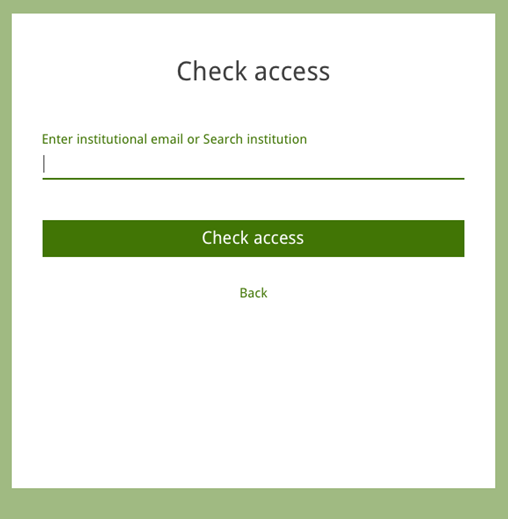 Check access
Enter institutional email or Search institution
Check access
Back